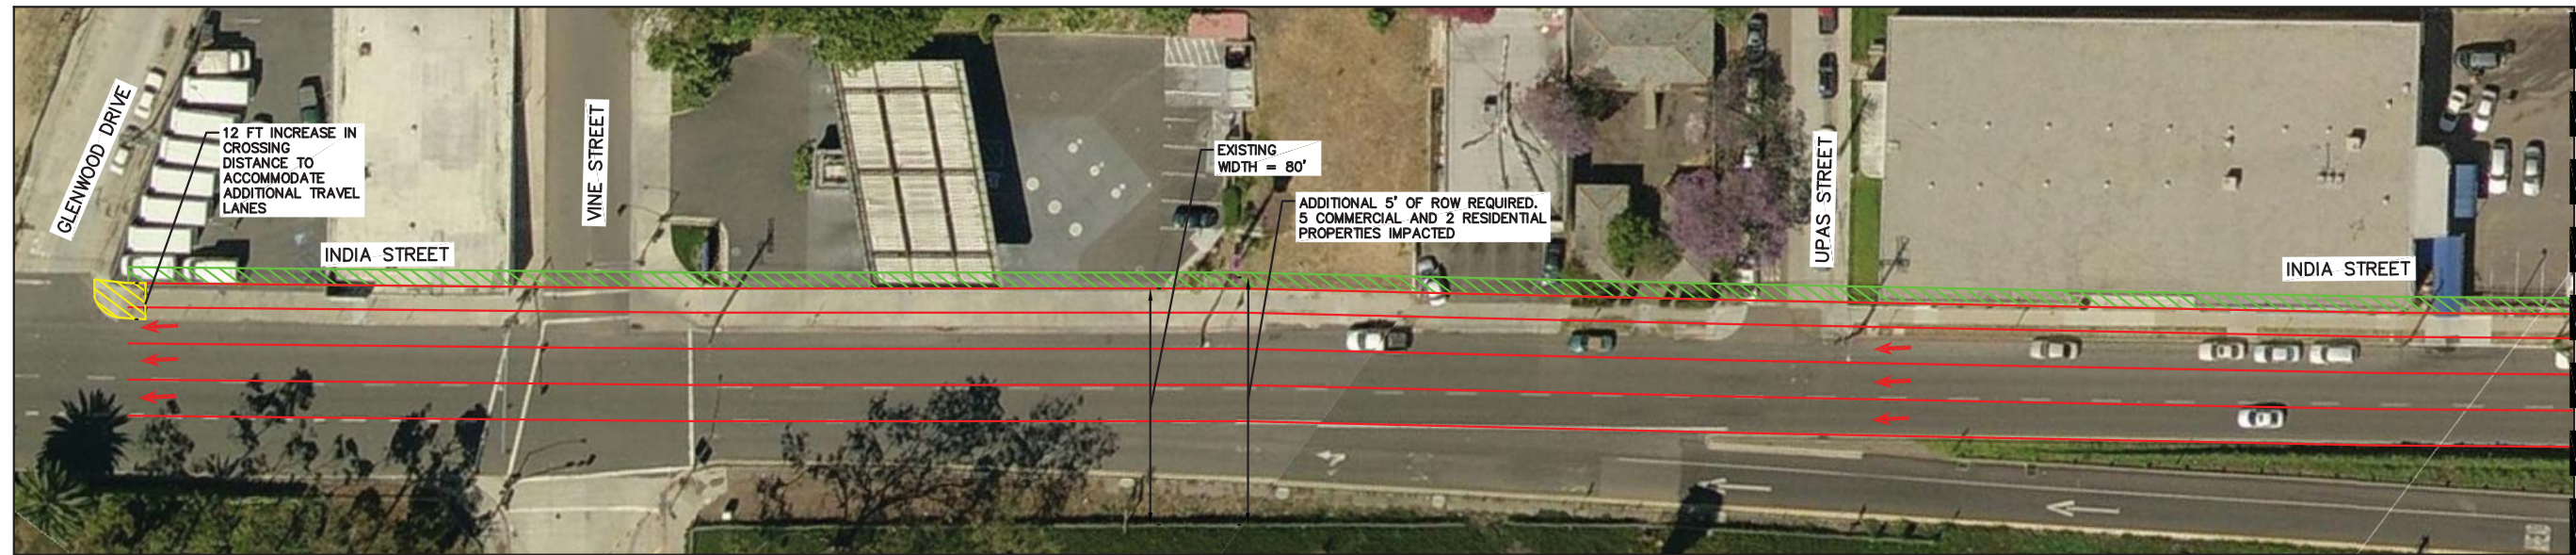 GLENWOOD DRIVE
12 FT INCREASE IN
CROSSING
DISTANCE TO
ACCOMMODATE
ADDITIONAL TRAVEL
LANES
INDIA STREET
VINE STREET
EXISTING
WIDTH = 80'
ADDITIONAL 5' OF ROW REQUIRED.
5 COMMERCIAL AND 2 RESIDENTIAL
PROPERTIES IMPACTED
UPAS STREET
INDIA STREET